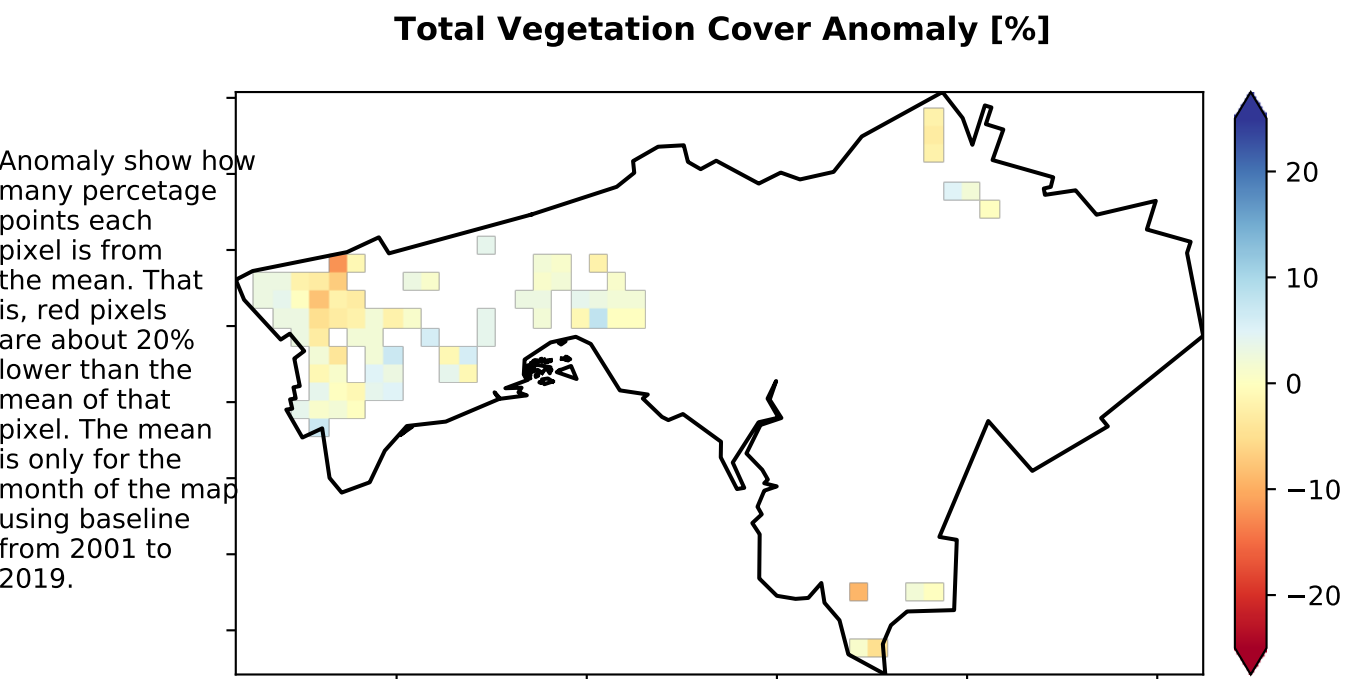 Total Vegetation Cover Anomaly [%]
Anomaly show how
many percetage
points each
pixel is from
the mean. That
is, red pixels
are about 20%
lower than the
mean of that
pixel. The mean
is only for the
month of the map
using baseline
from 2001 to
2019.
20
10
0
−10
−20